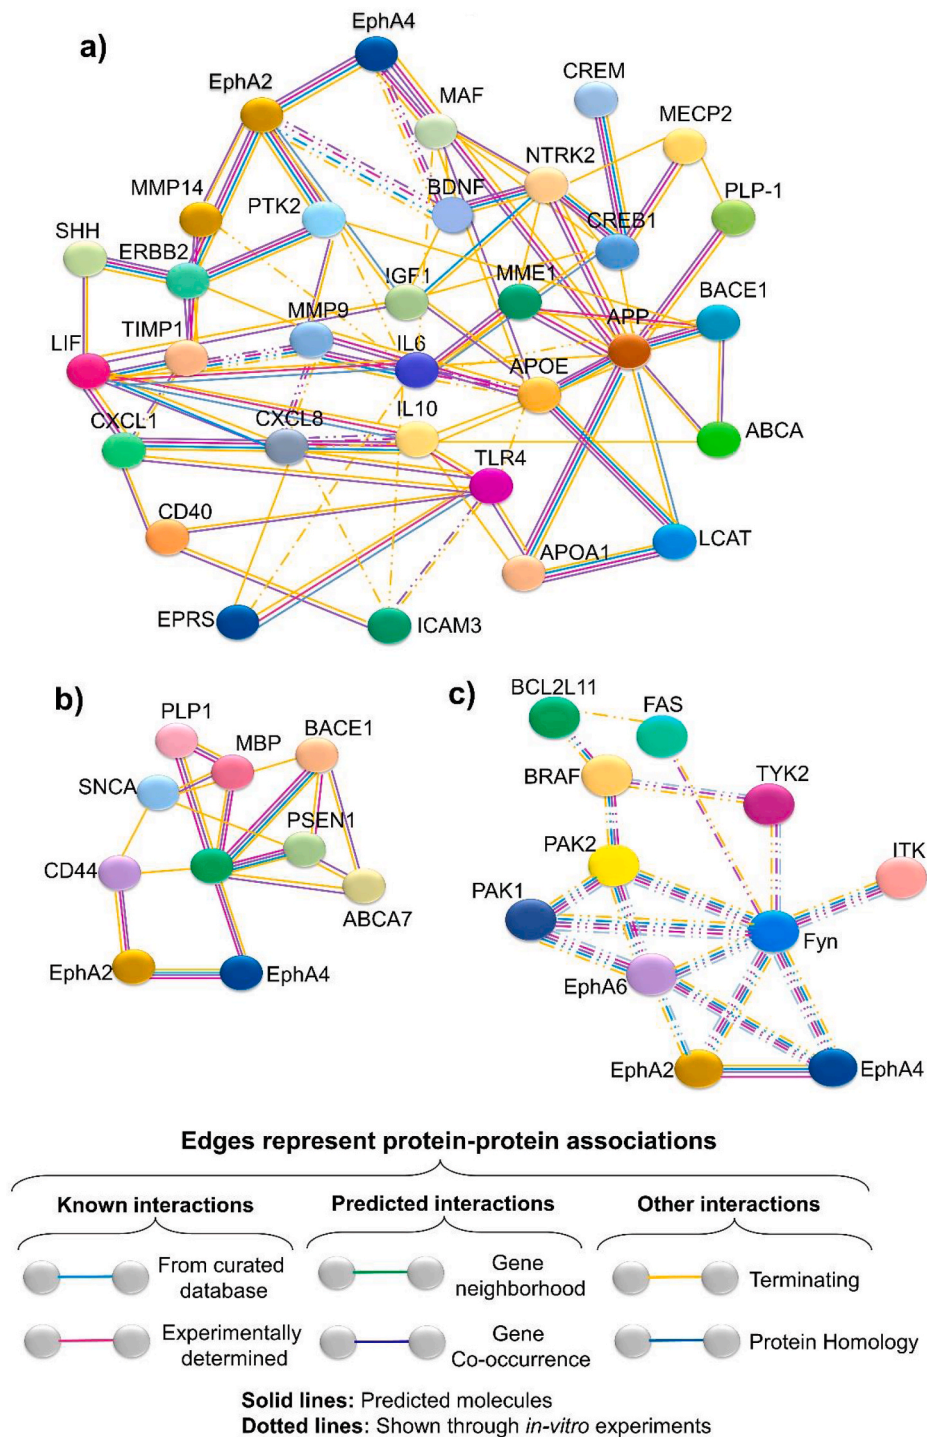 a)
EphA4
EphA2
MAF
CREM
MECP2
NTRK2
MMP14
PTK2
BDNF
PLP-1
SHH
ERBB2
CREB1
IGF1
MME1
BACE1
TIMP1
MMP9
APP
LIF
IL6
APOE
CXCL1
CXCL8
IL10
ABCA
TLR4
CD40
APOA1
LCAT
EPRS
ICAM3
b)
PLP1
MBP
BACE1
SNCA
PSEN1
CD44
ABCA7
EphA2
EphA4
c)
BCL2L11
FAS
BRAF
TYK2
PAK2
ITK
PAK1
Fyn
EphA6
EphA2
EphA4
Edges represent protein-protein associations
Known interactions
Predicted interactions
Other interactions
From curated
database
Gene
neighborhood
Terminating
Experimentally
determined
Gene
Co-occurrence
Protein Homology
Solid lines: Predicted molecules
Dotted lines: Shown through in-vitro experiments